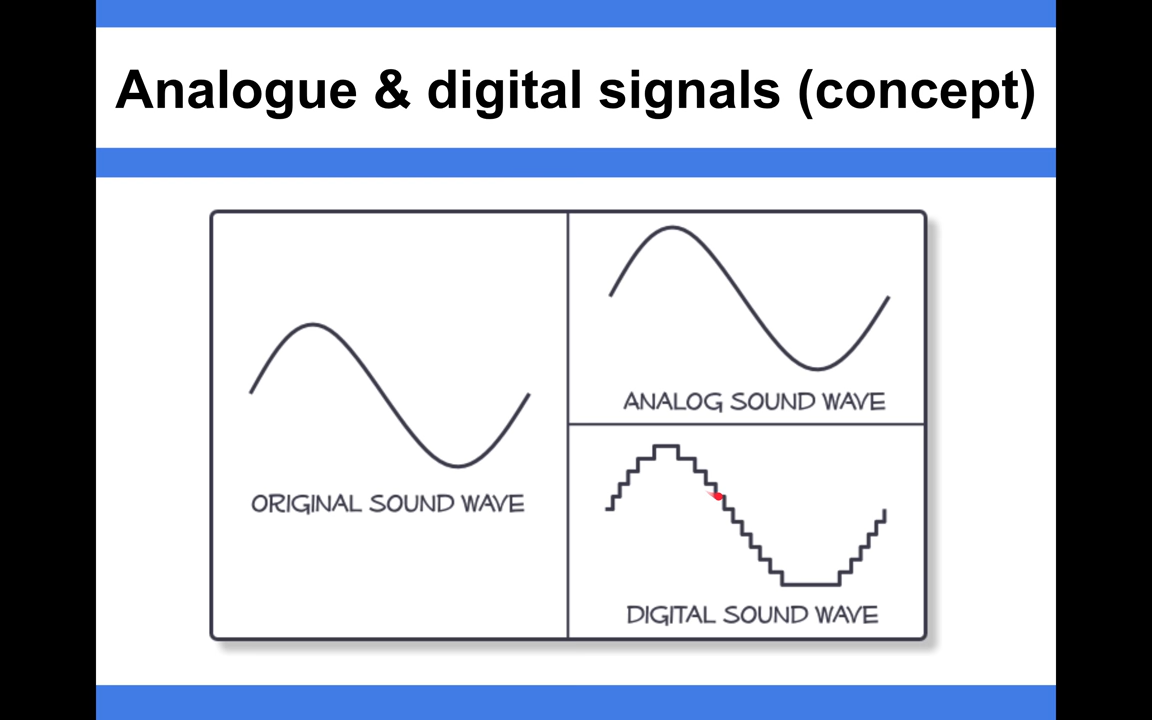 Analogue & digital signals (concept)
ORIGINAL SOUND WAVE
ANALOG SOUND WAVE
DIGITAL SOUND WAVE